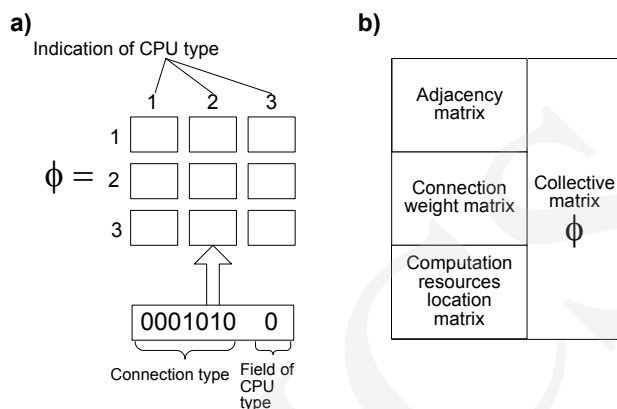 a)
Indication of CPU type
1 2 3
1
ϕ = 2
3
0001010 0
Connection type
Field of
CPU
type
b)
Adjacency
matrix
Connection
weight matrix
Computation
resources
location
matrix
Collective
matrix
ϕ